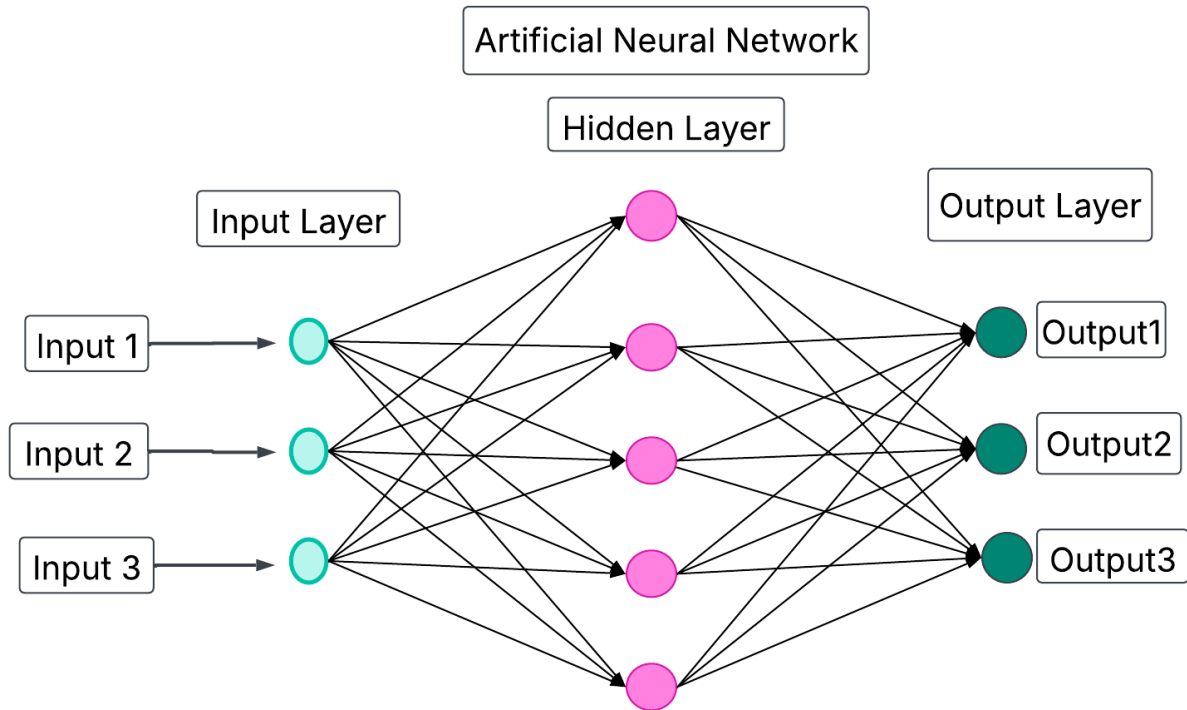 Artificial Neural Network
Hidden Layer
Input Layer
Output Layer
Input 1
Input 2
Input 3
Output1
Output2
Output3